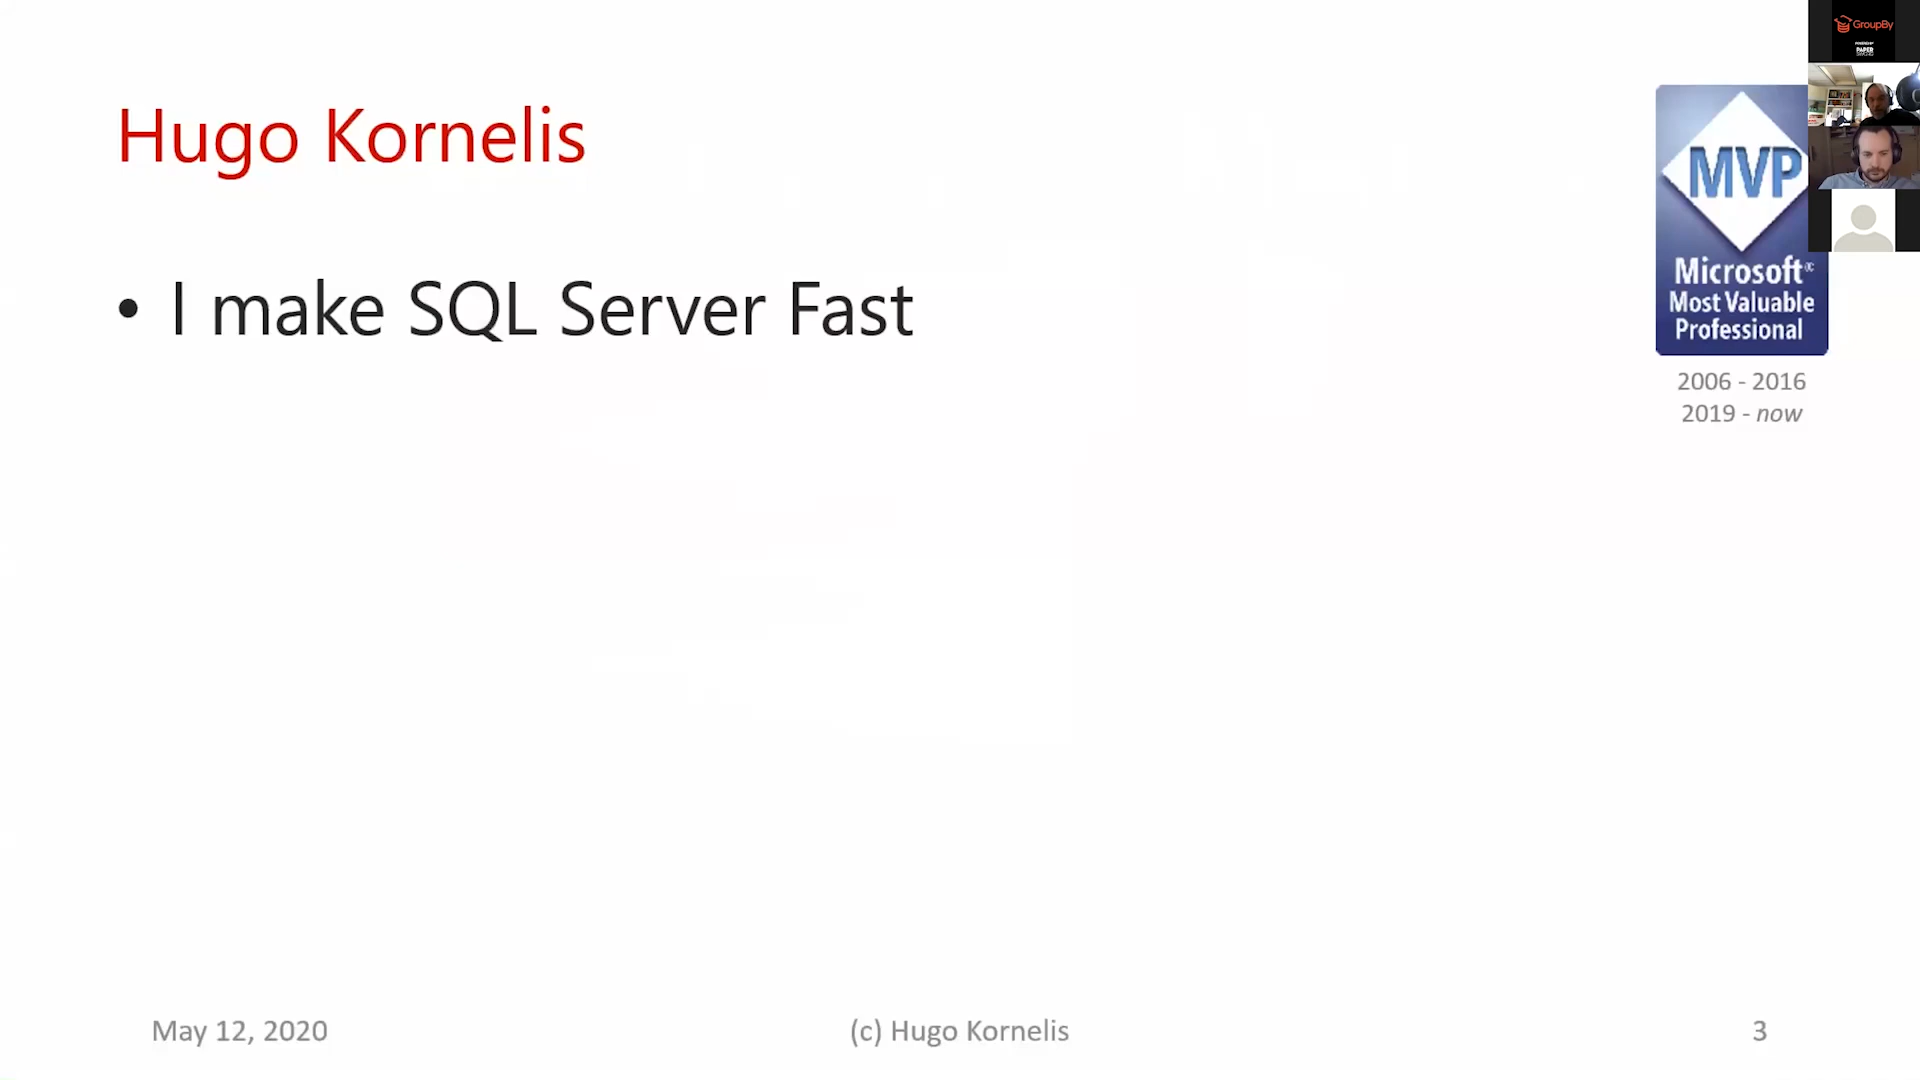 GroupBy
Hugo Kornelis
MVP
• I make SQL Server Fast
Microsoft®
Most Valuable
Professional
2006 - 2016
2019 - now
May 12, 2020
(c) Hugo Kornelis
3